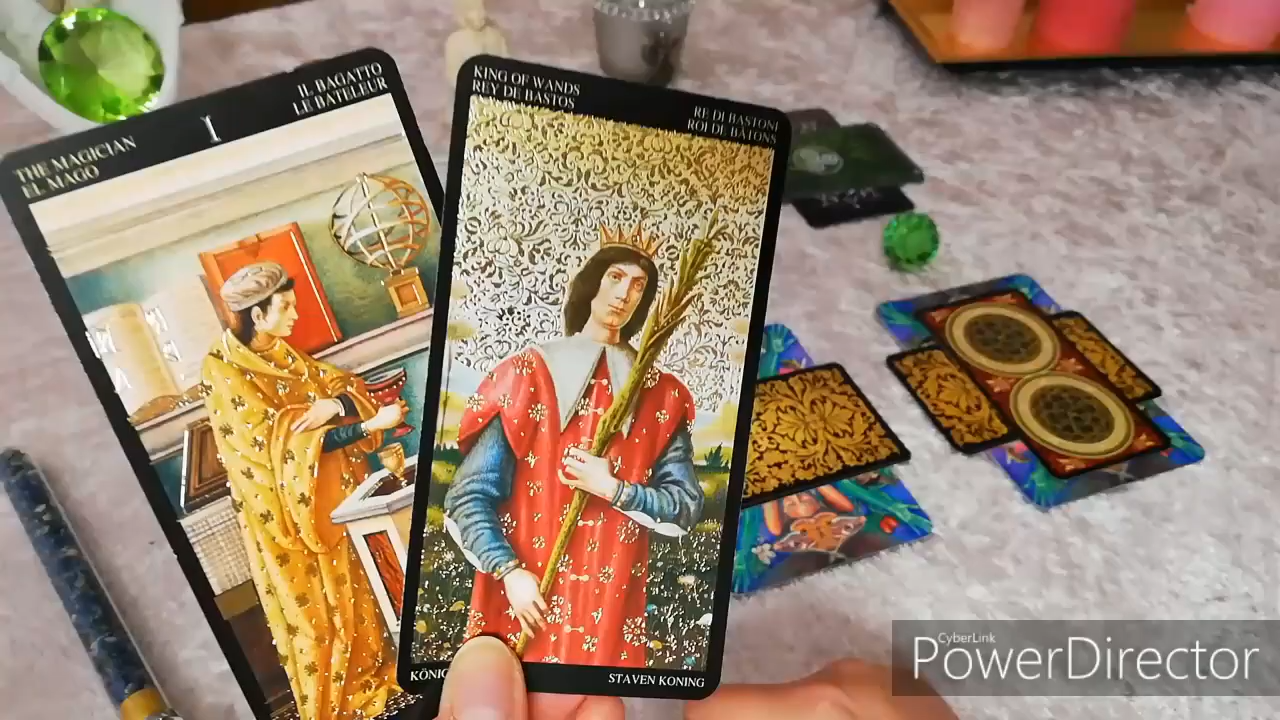 THE MAGICIAN
EL MAGO
I
IL BAGATTO
LE BATELEUR
KING OF WANDS
REY DE BASTOS
RE DI BASTONI
ROI DE BÂTONS
KÖNIG
STAVEN KONING
CyberLink
PowerDirector